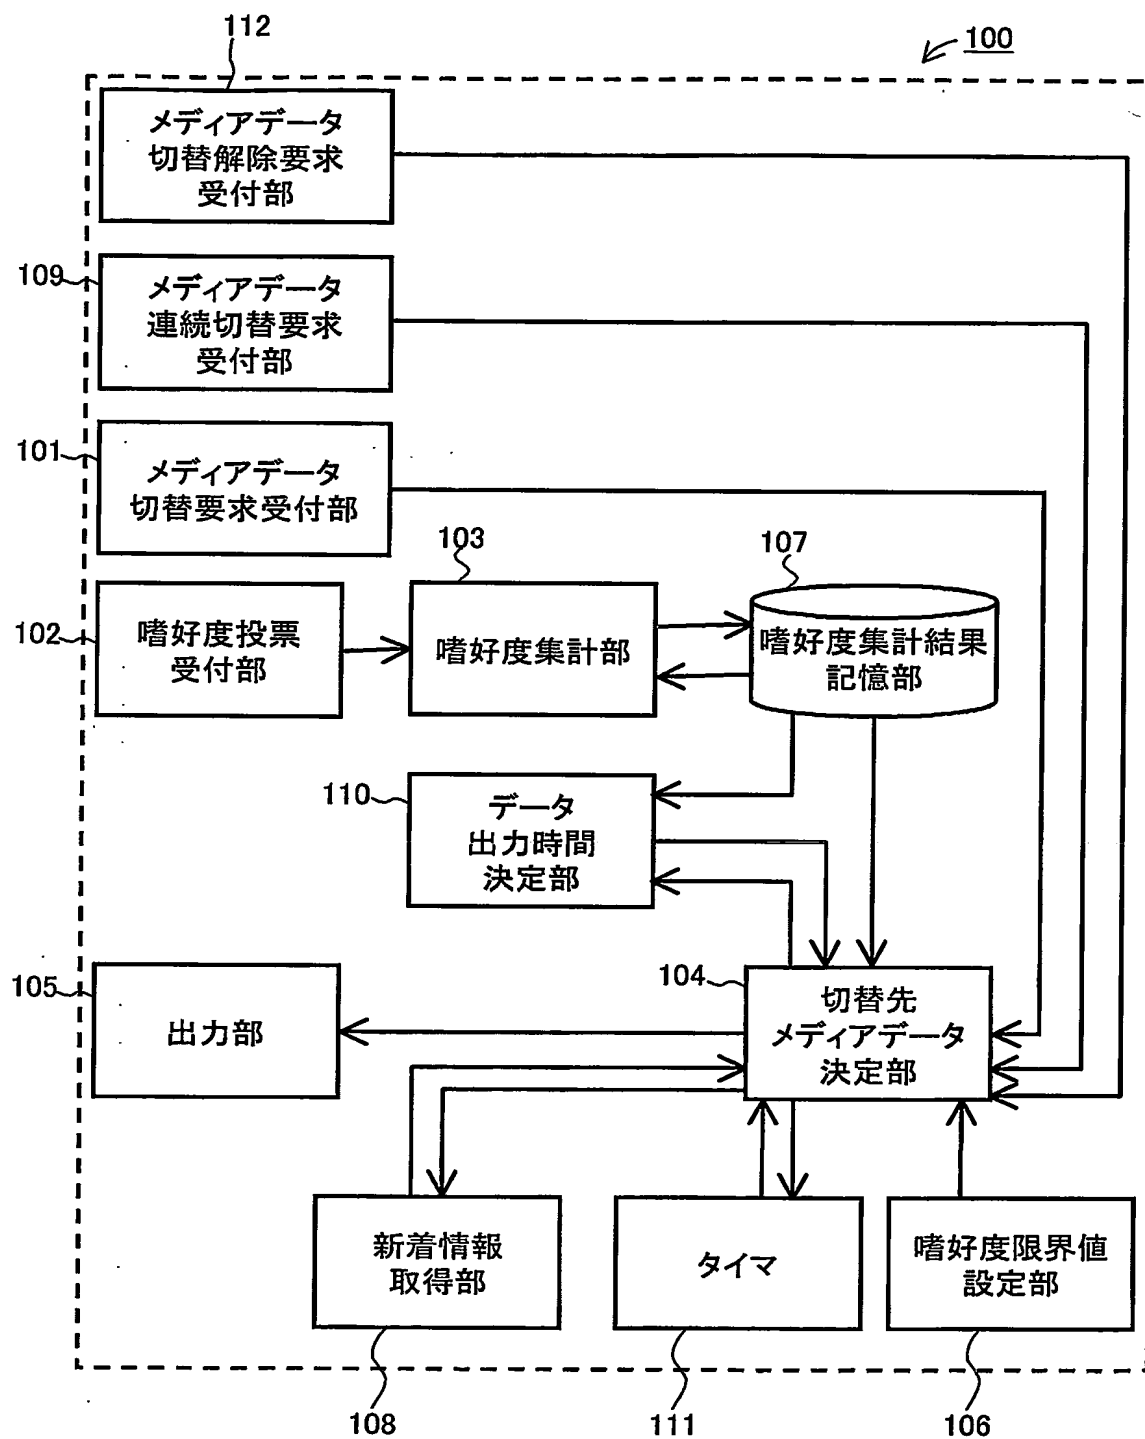 112
100
メディアデータ
切替解除要求
受付部
109
メディアデータ
連続切替要求
受付部
101
メディアデータ
切替要求受付部
103
107
102
嗜好度投票
受付部
嗜好度集計部
嗜好度集計結果
記憶部
110
データ
出力時間
決定部
105
出力部
104
切替先
メディアデータ
決定部
新着情報
取得部
タイマ
嗜好度限界値
設定部
108
111
106